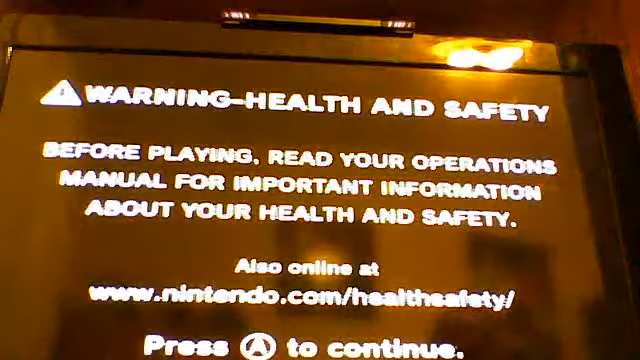 WARNING-HEALTH AND SAFETY
BEFORE PLAYING, READ YOUR OPERATIONS
MANUAL FOR IMPORTANT INFORMATION
ABOUT YOUR HEALTH AND SAFETY.
Also online at
www.nintendo.com/healthsafety/
Press A to continue.